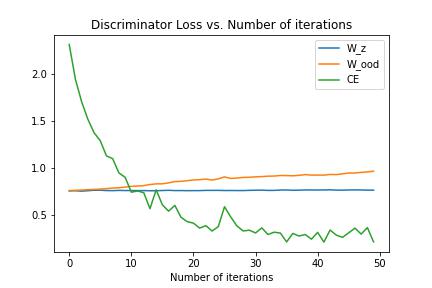 Discriminator Loss vs. Number of iterations
W_z
W_ood
CE
2.0
1.5
1.0
0.5
0 10 20 30 40 50
Number of iterations